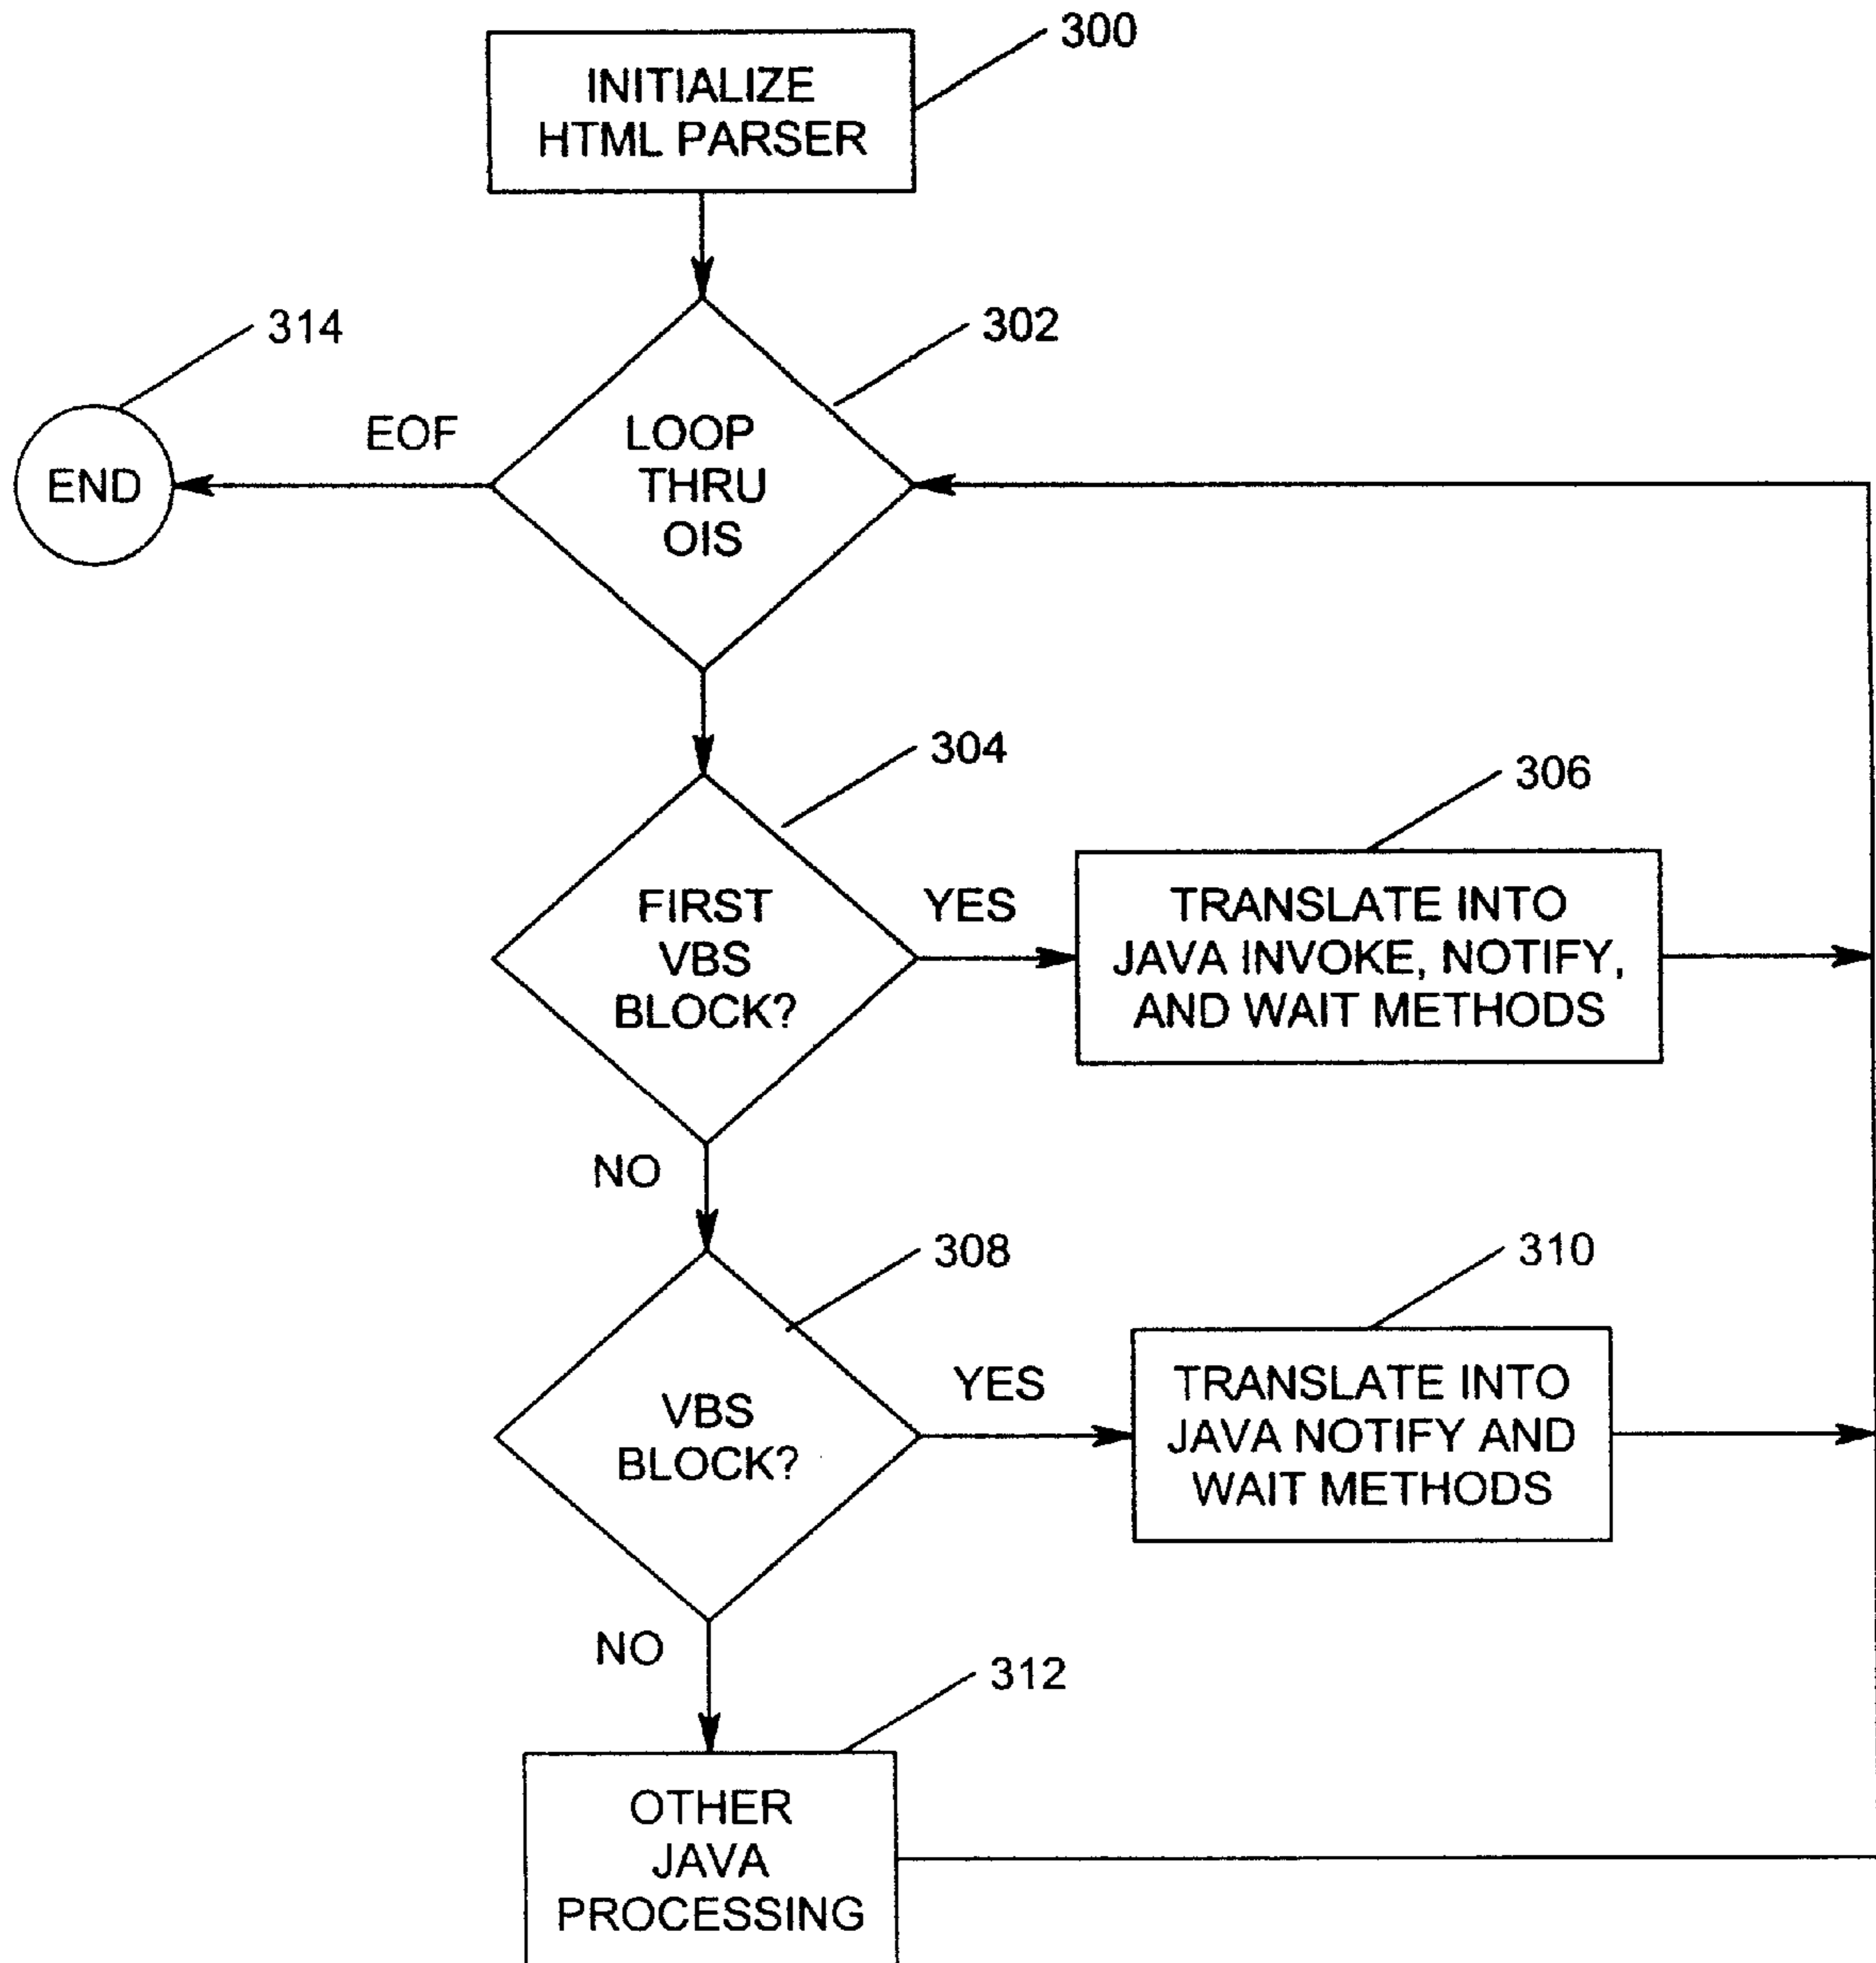 300
INITIALIZE
HTML PARSER
314
302
EOF
END
LOOP
THRU
OIS
304
306
FIRST
VBS
BLOCK?
YES
TRANSLATE INTO
JAVA INVOKE, NOTIFY,
AND WAIT METHODS
NO
308
310
VBS
BLOCK?
YES
TRANSLATE INTO
JAVA NOTIFY AND
WAIT METHODS
NO
312
OTHER
JAVA
PROCESSING